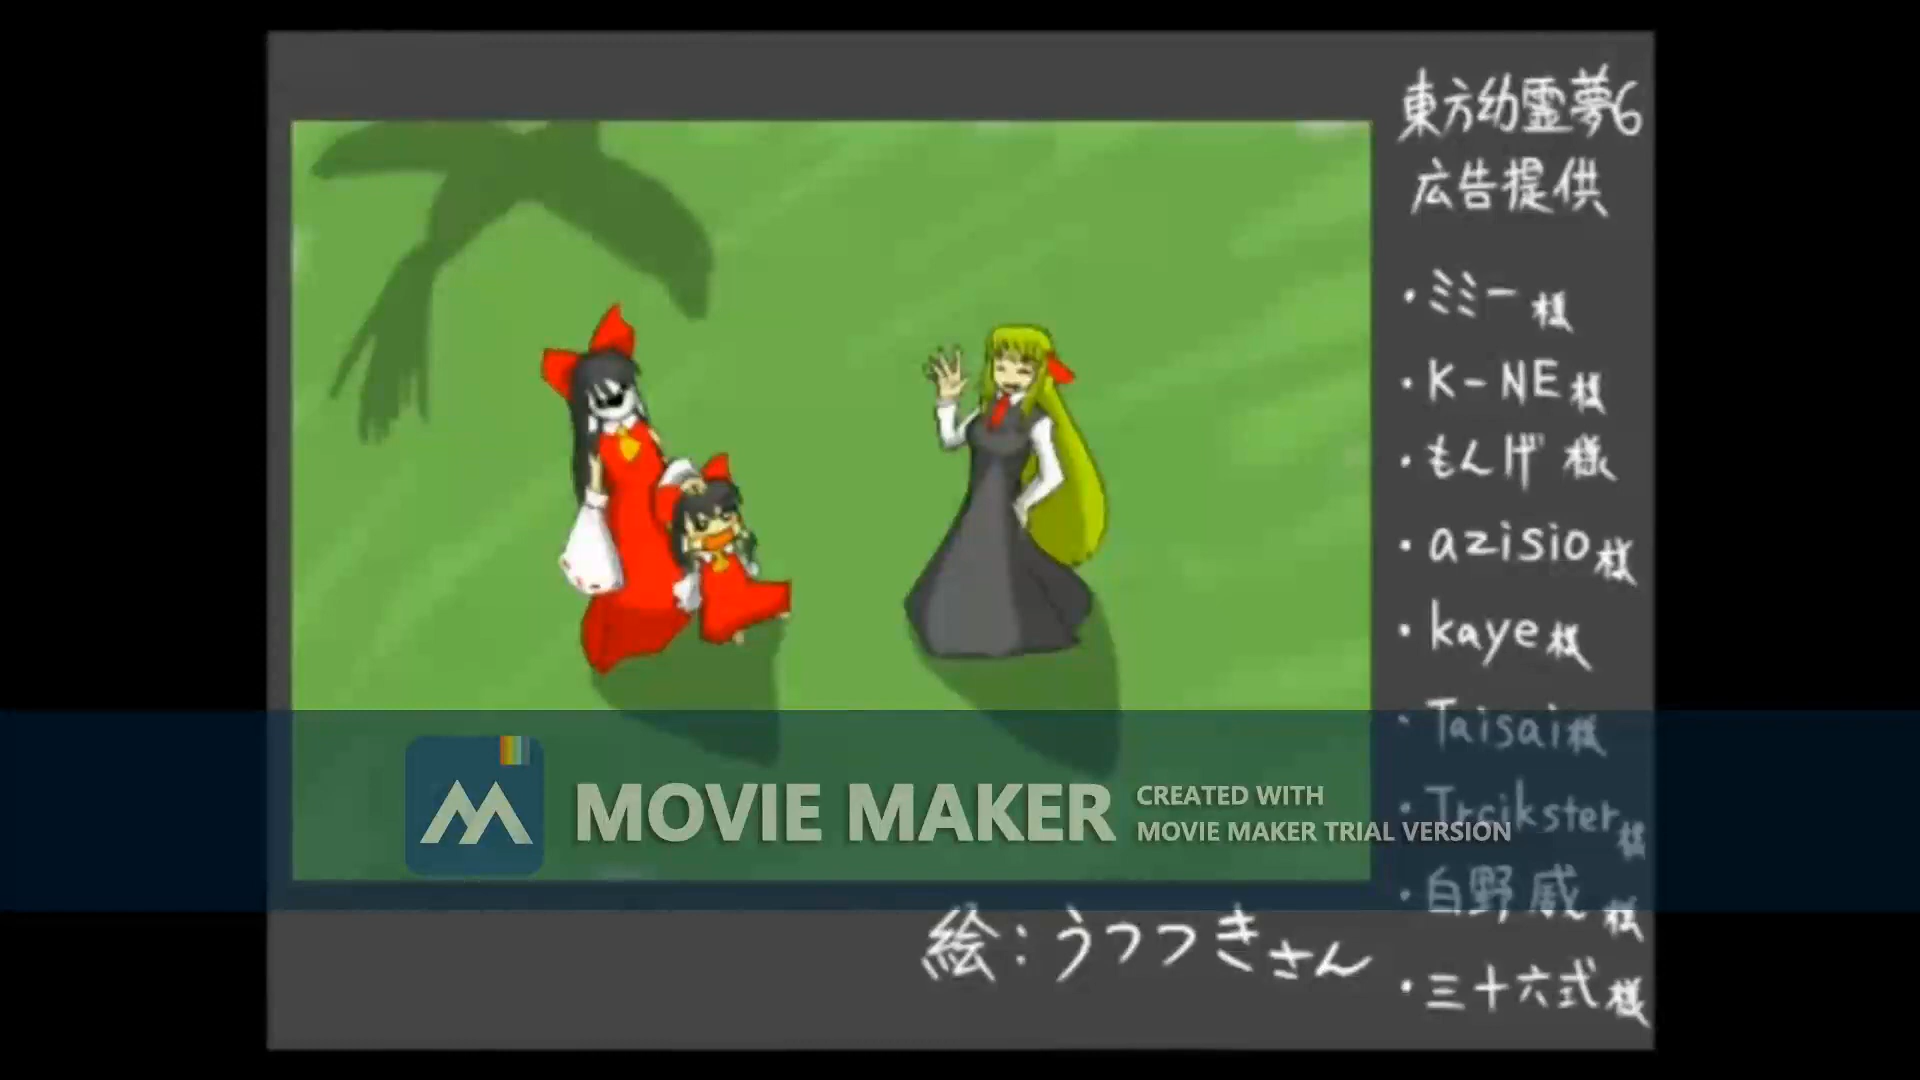 東方幼霊夢6
広告提供
・ミミー様
・K-NE様
・もんげ様
・azisio様
・kaye様
・Taisai様
・Trcikster様
・白野威様
・三十六式様
絵：うつつきさん
MOVIE MAKER
CREATED WITH
MOVIE MAKER TRIAL VERSION